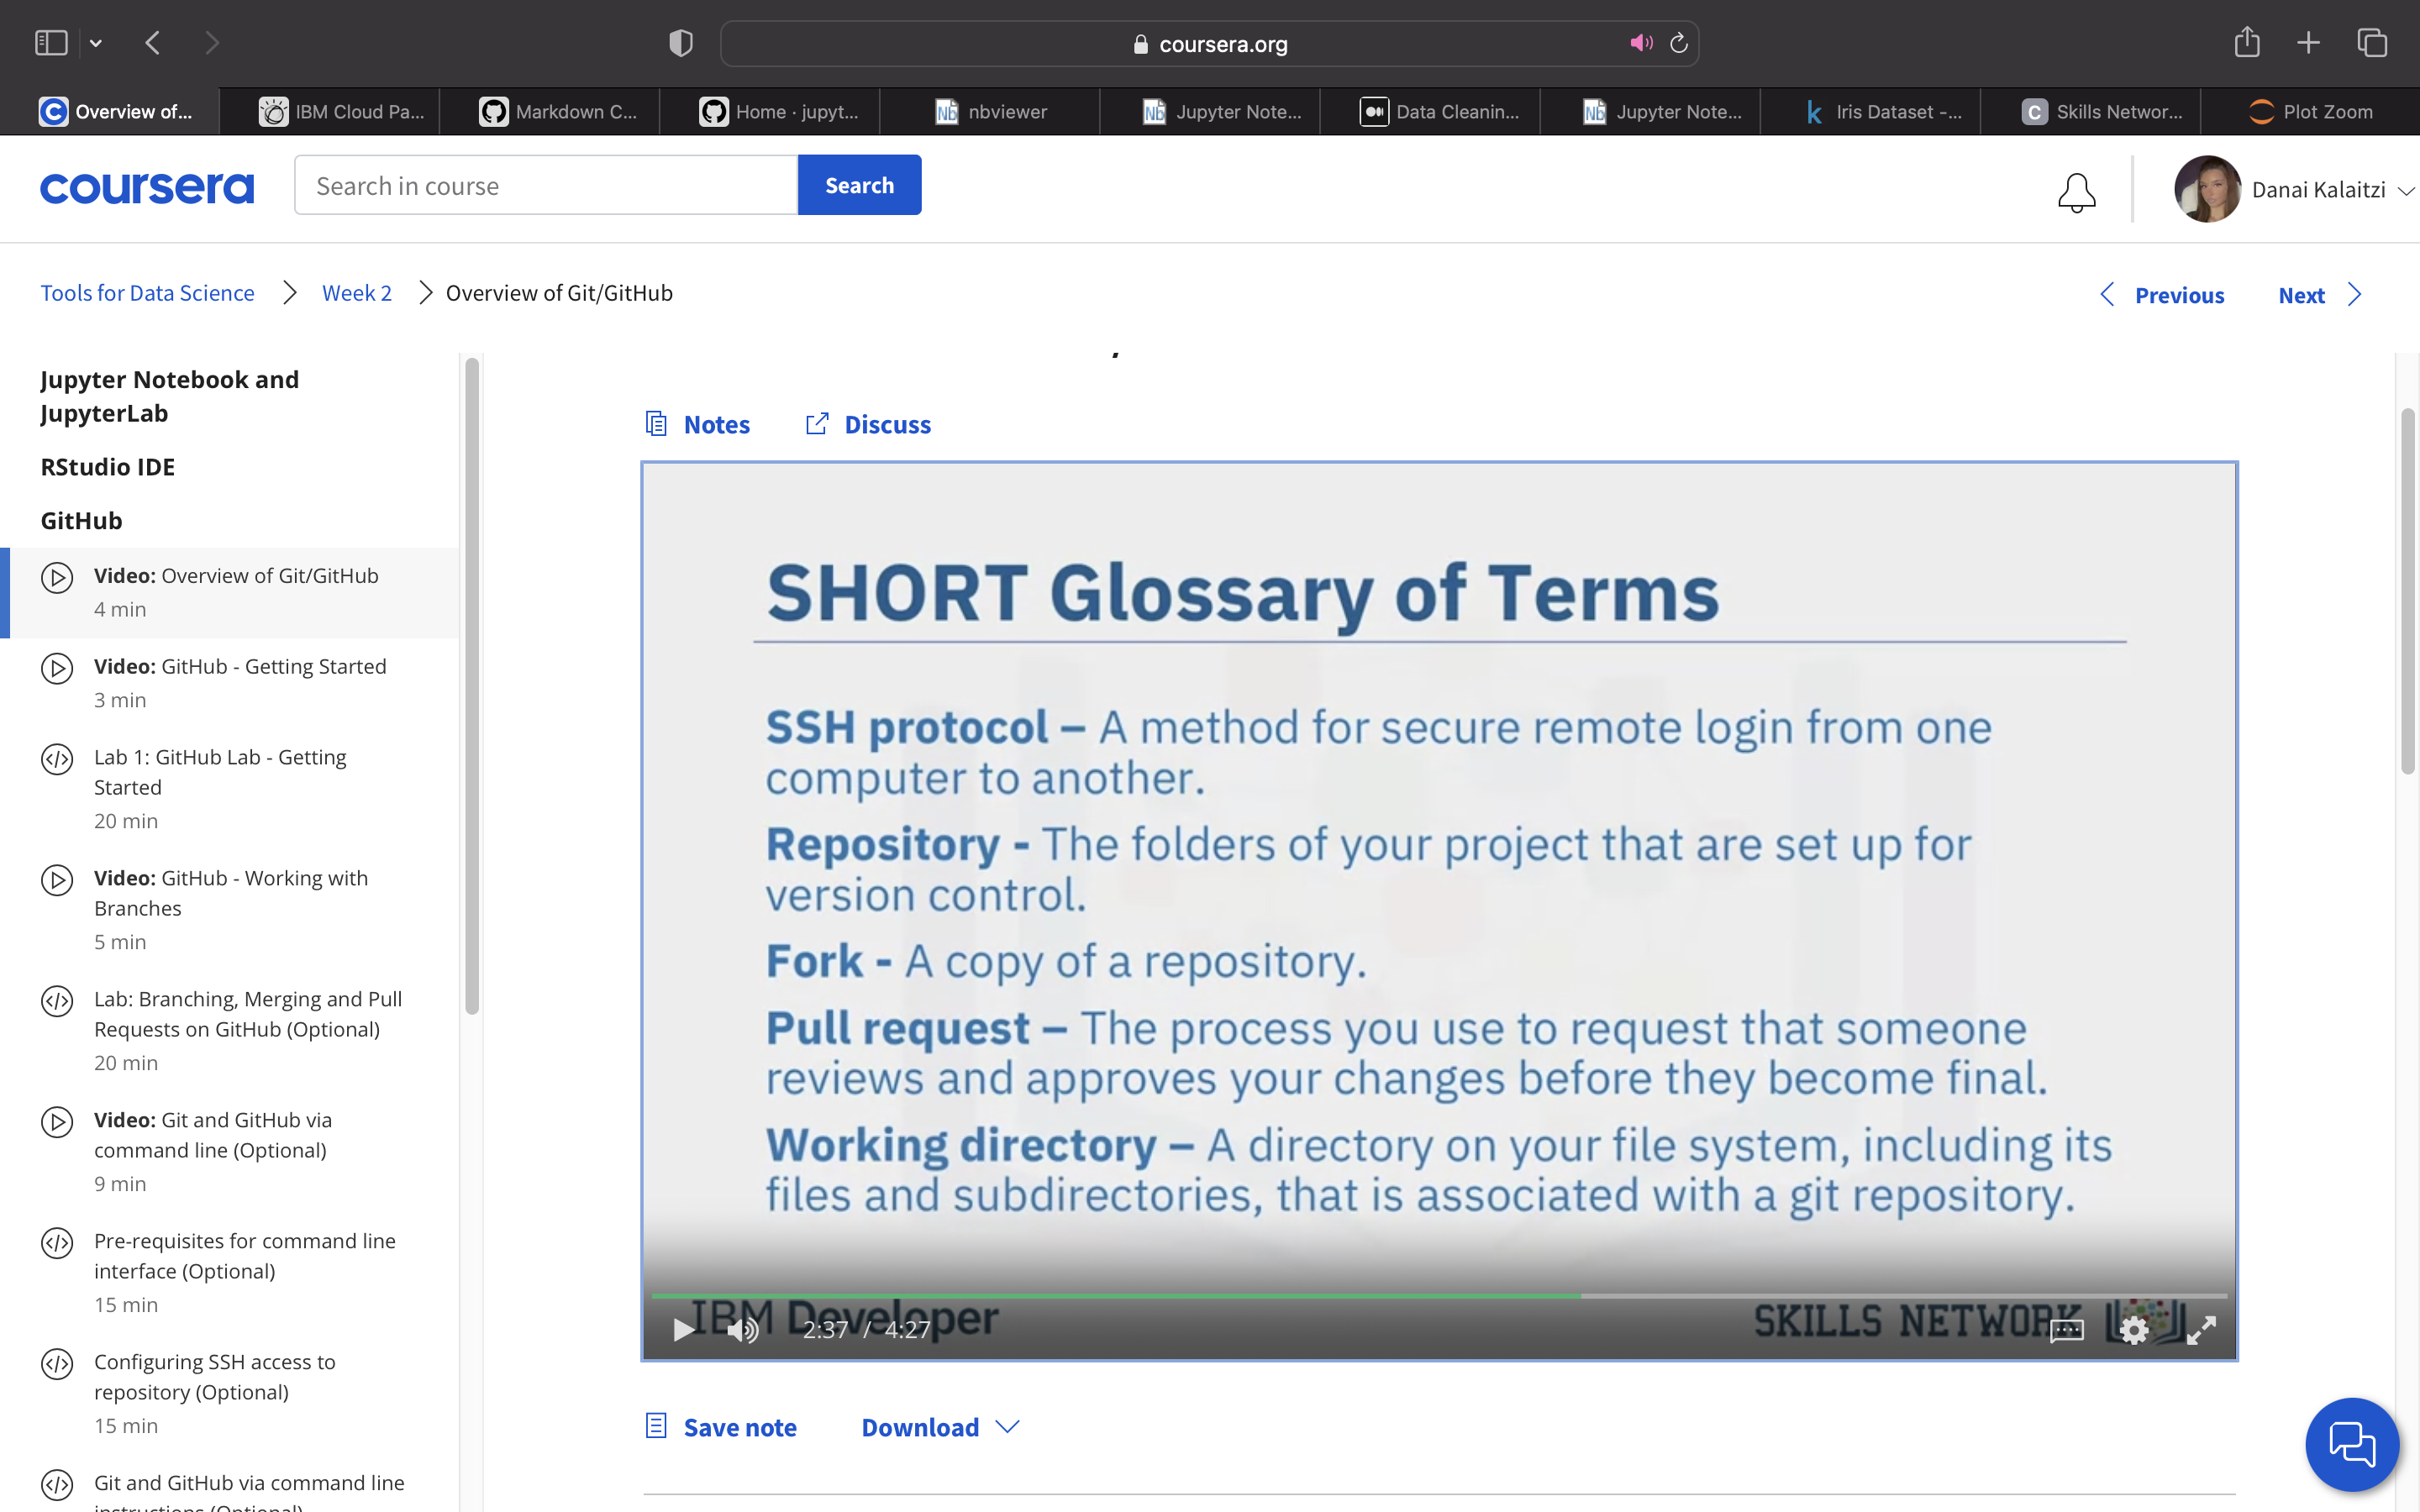 coursera.org
Overview of...
IBM Cloud Pa...
Markdown C...
Home · jupyt...
nbviewer
Jupyter Note...
Data Cleanin...
Jupyter Note...
Iris Dataset -...
Skills Networ...
Plot Zoom
coursera
Search in course
Search
Danai Kalaitzi
Tools for Data Science
Week 2
Overview of Git/GitHub
Previous
Next
Jupyter Notebook and
JupyterLab
RStudio IDE
GitHub
Video: Overview of Git/GitHub
4 min
Video: GitHub - Getting Started
3 min
Lab 1: GitHub Lab - Getting
Started
20 min
Video: GitHub - Working with
Branches
5 min
Lab: Branching, Merging and Pull
Requests on GitHub (Optional)
20 min
Video: Git and GitHub via
command line (Optional)
9 min
Pre-requisites for command line
interface (Optional)
15 min
Configuring SSH access to
repository (Optional)
15 min
Git and GitHub via command line
instructions (Optional)
Notes
Discuss
SHORT Glossary of Terms
SSH protocol – A method for secure remote login from one
computer to another.
Repository - The folders of your project that are set up for
version control.
Fork - A copy of a repository.
Pull request – The process you use to request that someone
reviews and approves your changes before they become final.
Working directory – A directory on your file system, including its
files and subdirectories, that is associated with a git repository.
IBM Developer
SKILLS NETWORK
2:37 / 4:27
Save note
Download